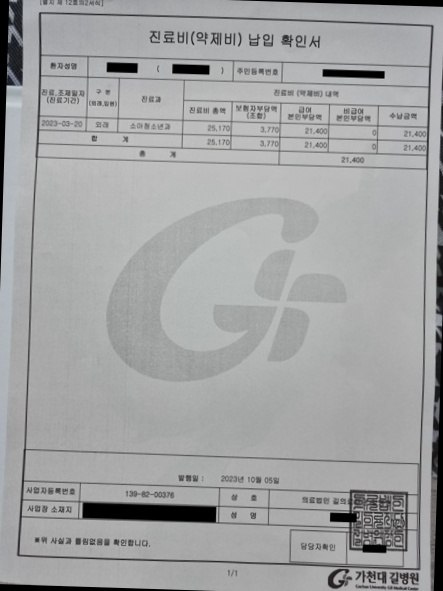 [별지 제 12호의2서식]
진료비(약제비) 납입 확인서
환자성명 ( ) 주민등록번호
진료.조제일자 (진료기간) 구 분 (외래,입원) 진료과 진료비 (약제비) 내역
진료비 총액 보험자부담액 (조합) 급여 본인부담액 비급여 본인부담액 수납금액
2023-03-20 외래 소아청소년과 25,170 3,770 21,400 0 21,400
합 계 25,170 3,770 21,400 0 21,400
총 계 21,400
발행일 : 2023년 10월 05일
사업자등록번호 139-82-00376 상 호 의료법인 길의료
사업장 소재지 성 명
※위 사실과 틀림없음을 확인합니다.
담당자확인
1/1
가천대 길병원
Gachon University Gil Medical Center